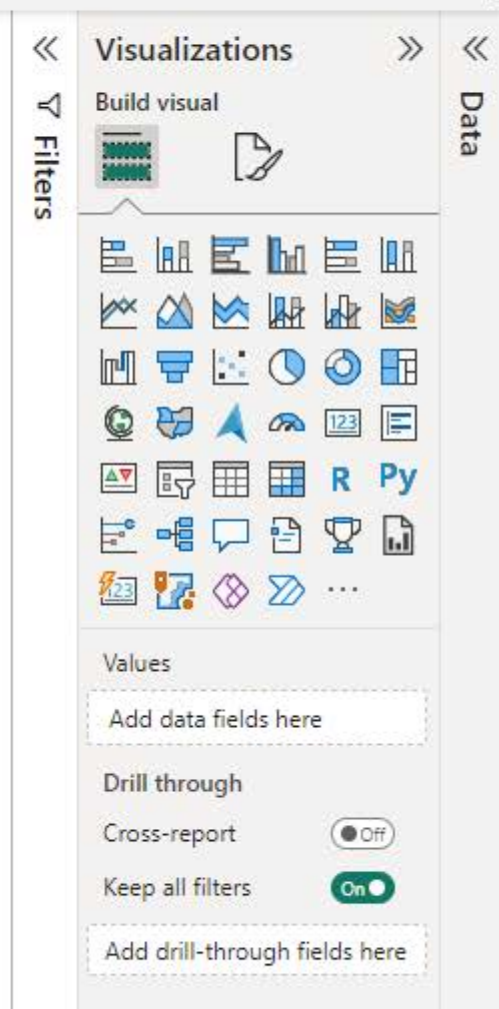 Visualizations
Build visual
Filters
Data
123
R
Py
123
Values
Add data fields here
Drill through
Cross-report
Off
Keep all filters
On
Add drill-through fields here